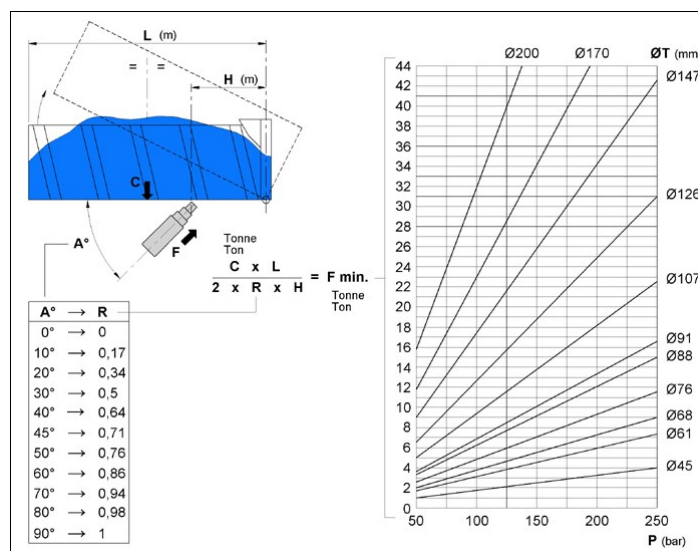 L (m)
= =
H (m)
C
F
A°
Tonne
Ton
C x L
2 x R x H
= F min.
Tonne
Ton
A° → R
0° → 0
10° → 0,17
20° → 0,34
30° → 0,5
40° → 0,64
45° → 0,71
50° → 0,76
60° → 0,86
70° → 0,94
80° → 0,98
90° → 1
Ø200 Ø170 ØT (mm)
44
42
40
38
36
34
32
30
28
26
24
22
20
18
16
14
12
10
8
6
4
2
0
Ø147
Ø126
Ø107
Ø91
Ø88
Ø76
Ø68
Ø61
Ø45
50 100 150 200 250
P (bar)